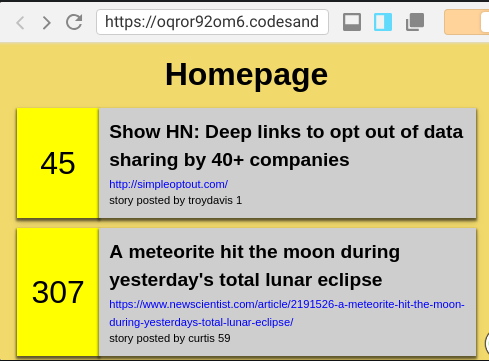 https://oqror92om6.codesand
Homepage
45
Show HN: Deep links to opt out of data
sharing by 40+ companies
http://simpleoptout.com/
story posted by troydavis 1
307
A meteorite hit the moon during
yesterday's total lunar eclipse
https://www.newscientist.com/article/2191526-a-meteorite-hit-the-moon-
during-yesterdays-total-lunar-eclipse/
story posted by curtis 59